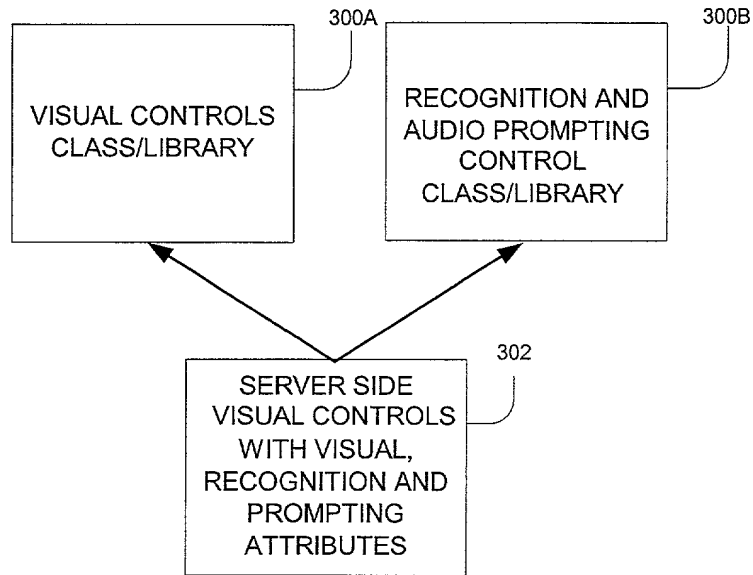 300A
VISUAL CONTROLS
CLASS/LIBRARY
300B
RECOGNITION AND
AUDIO PROMPTING
CONTROL
CLASS/LIBRARY
302
SERVER SIDE
VISUAL CONTROLS
WITH VISUAL,
RECOGNITION AND
PROMPTING
ATTRIBUTES